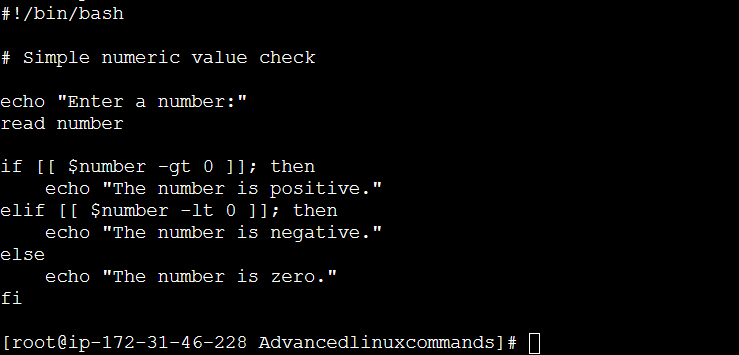 #!/bin/bash
# Simple numeric value check
echo "Enter a number:"
read number
if [[ $number -gt 0 ]]; then
    echo "The number is positive."
elif [[ $number -lt 0 ]]; then
    echo "The number is negative."
else
    echo "The number is zero."
fi
[root@ip-172-31-46-228 Advancedlinuxcommands]#